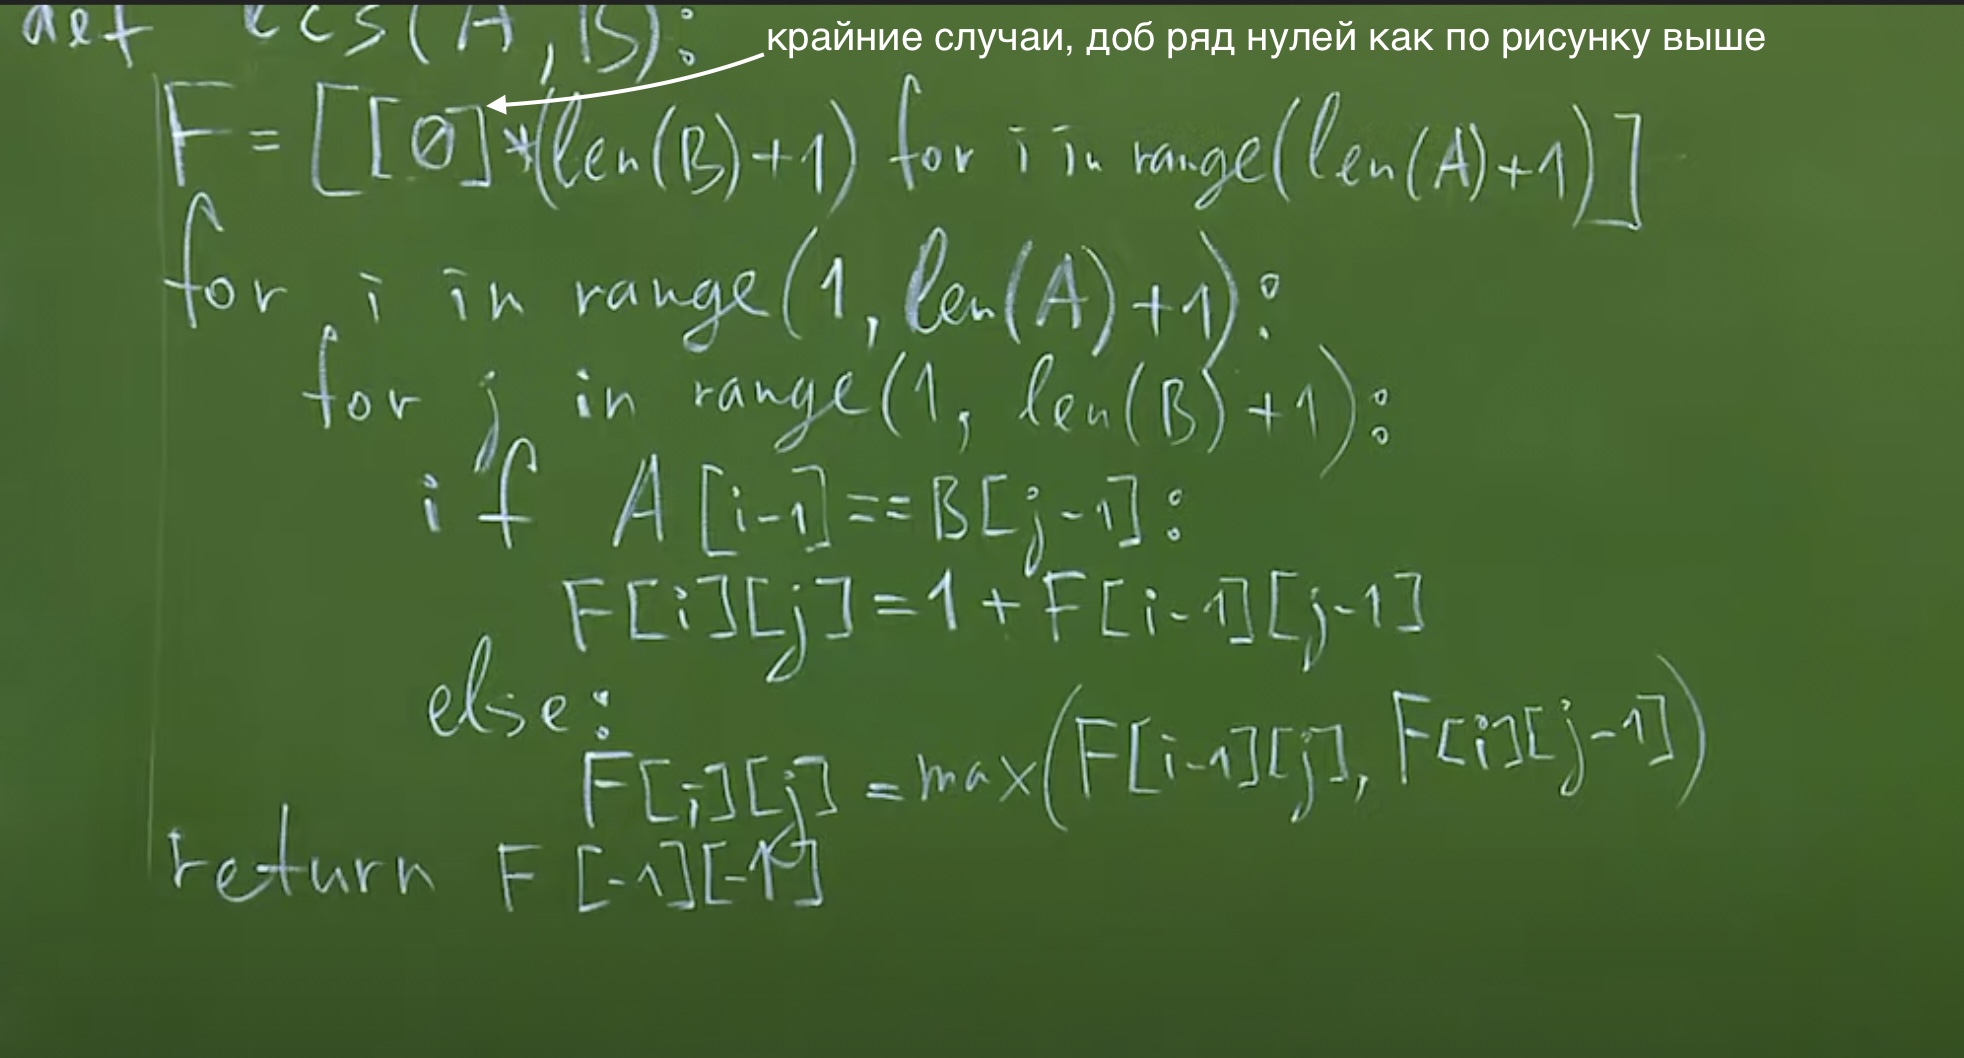 def lcs(A,B):
крайние случаи, доб ряд нулей как по рисунку выше
F=[[0]*(len(B)+1) for i in range(len(A)+1)]
for i in range(1, len(A)+1):
for j in range(1, len(B)+1):
if A[i-1]==B[j-1]:
F[i][j]=1+F[i-1][j-1]
else:
F[i][j]=max(F[i-1][j], F[i][j-1])
return F[-1][-1]